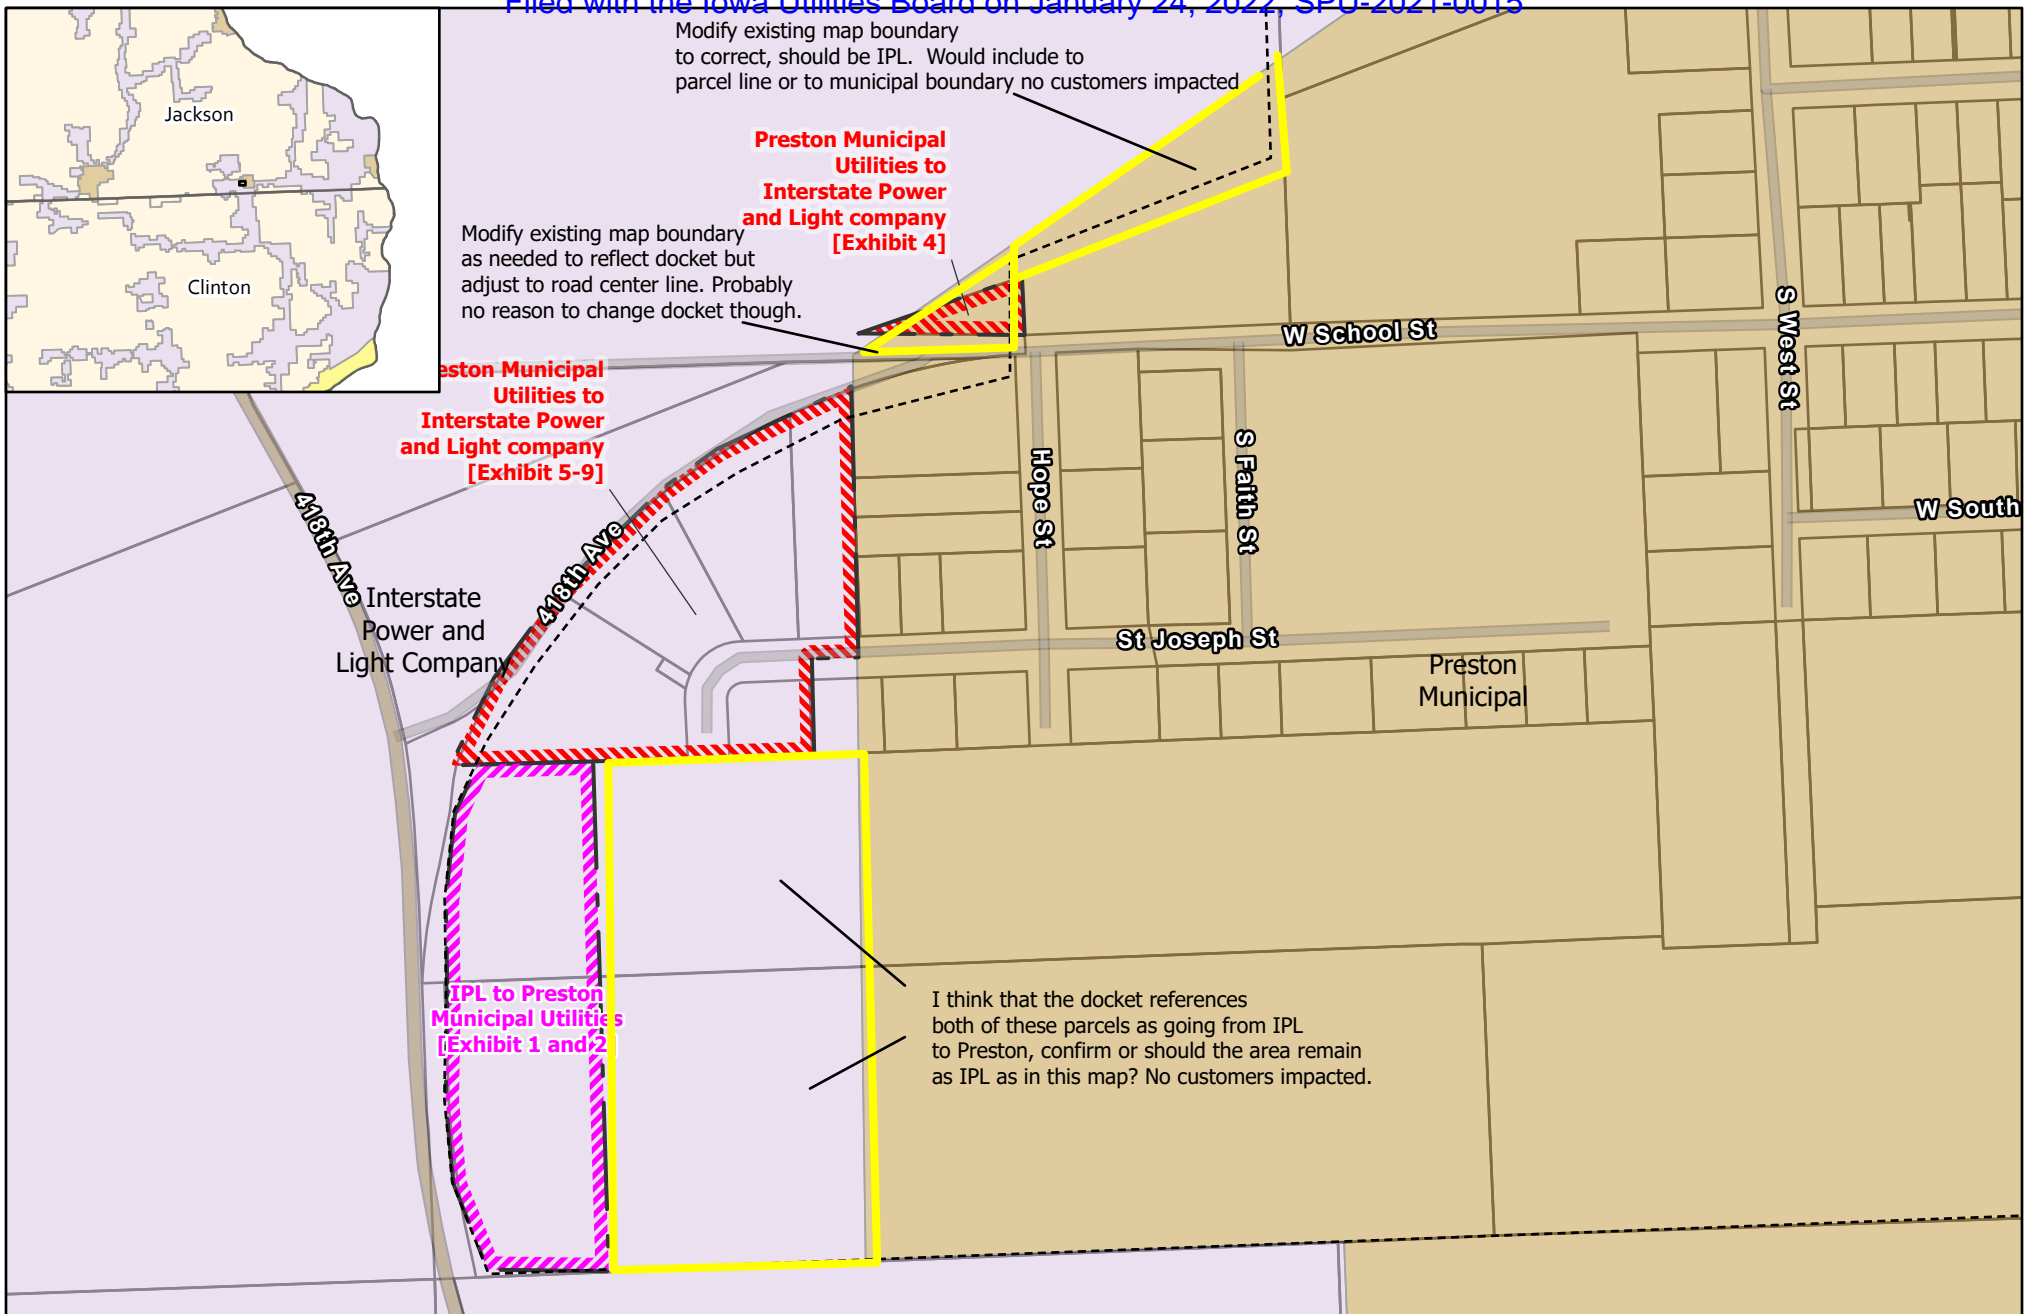 Filed with the Iowa Utilities Board on January 24, 2022, SPU-2021-0015
Modify existing map boundary
to correct, should be IPL. Would include to
parcel line or to municipal boundary no customers impacted
Jackson
Clinton
Preston Municipal
Utilities to
Interstate Power
and Light company
[Exhibit 4]
Modify existing map boundary
as needed to reflect docket but
adjust to road center line. Probably
no reason to change docket though.
eston Municipal
Utilities to
Interstate Power
and Light company
[Exhibit 5-9]
W School St
S West St
Hope St
S Faith St
W South
418th Ave
418th Ave
Interstate
Power and
Light Company
St Joseph St
Preston
Municipal
IPL to Preston
Municipal Utilities
[Exhibit 1 and 2]
I think that the docket references
both of these parcels as going from IPL
to Preston, confirm or should the area remain
as IPL as in this map? No customers impacted.